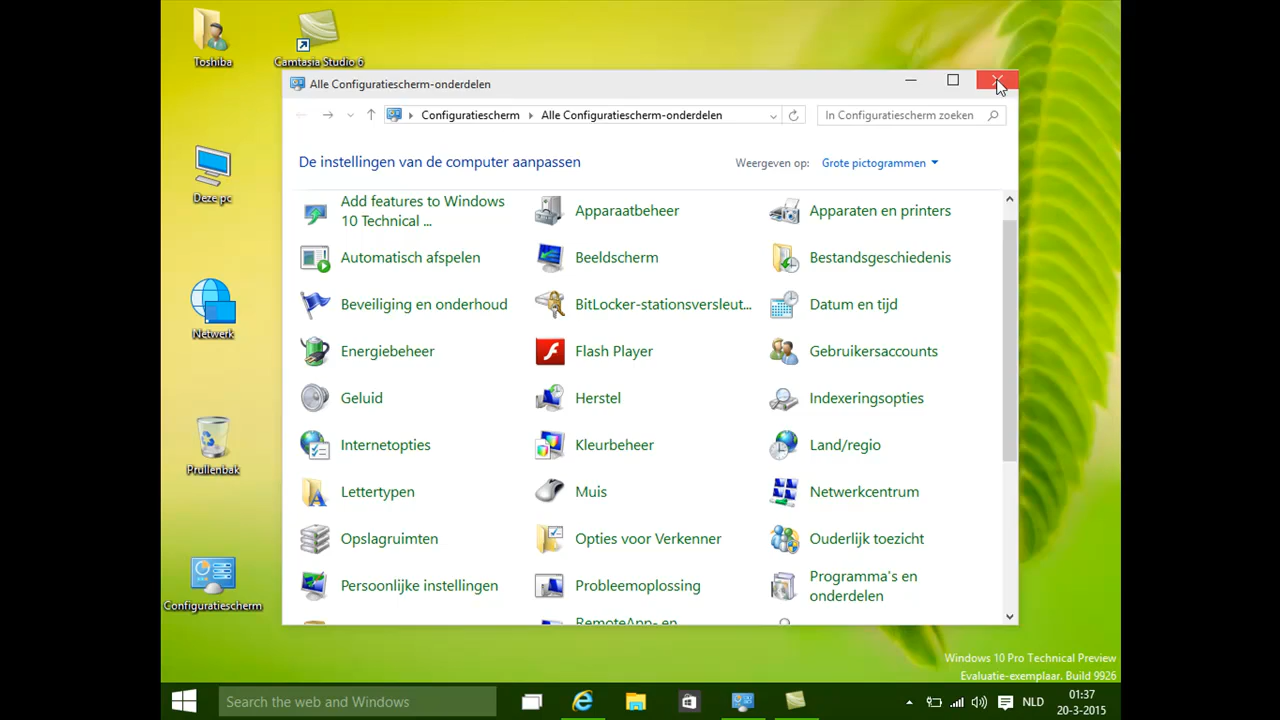 Toshiba
Camtasia Studio 6
Alle Configuratiescherm-onderdelen
Configuratiescherm
Alle Configuratiescherm-onderdelen
In Configuratiescherm zoeken
De instellingen van de computer aanpassen
Weergeven op:
Grote pictogrammen
Add features to Windows
10 Technical ...
Apparaatbeheer
Apparaten en printers
Automatisch afspelen
Beeldscherm
Bestandsgeschiedenis
Beveiliging en onderhoud
BitLocker-stationsversleut...
Datum en tijd
Energiebeheer
Flash Player
Gebruikersaccounts
Geluid
Herstel
Indexeringsopties
Internetopties
Kleurbeheer
Land/regio
Lettertypen
Muis
Netwerkcentrum
Opslagruimten
Opties voor Verkenner
Ouderlijk toezicht
Persoonlijke instellingen
Probleemoplossing
Programma's en
onderdelen
RemoteApp- en
Deze pc
Netwerk
Prullenbak
Configuratiescherm
Windows 10 Pro Technical Preview
Evaluatie-exemplaar. Build 9926
Search the web and Windows
NLD
01:37
20-3-2015